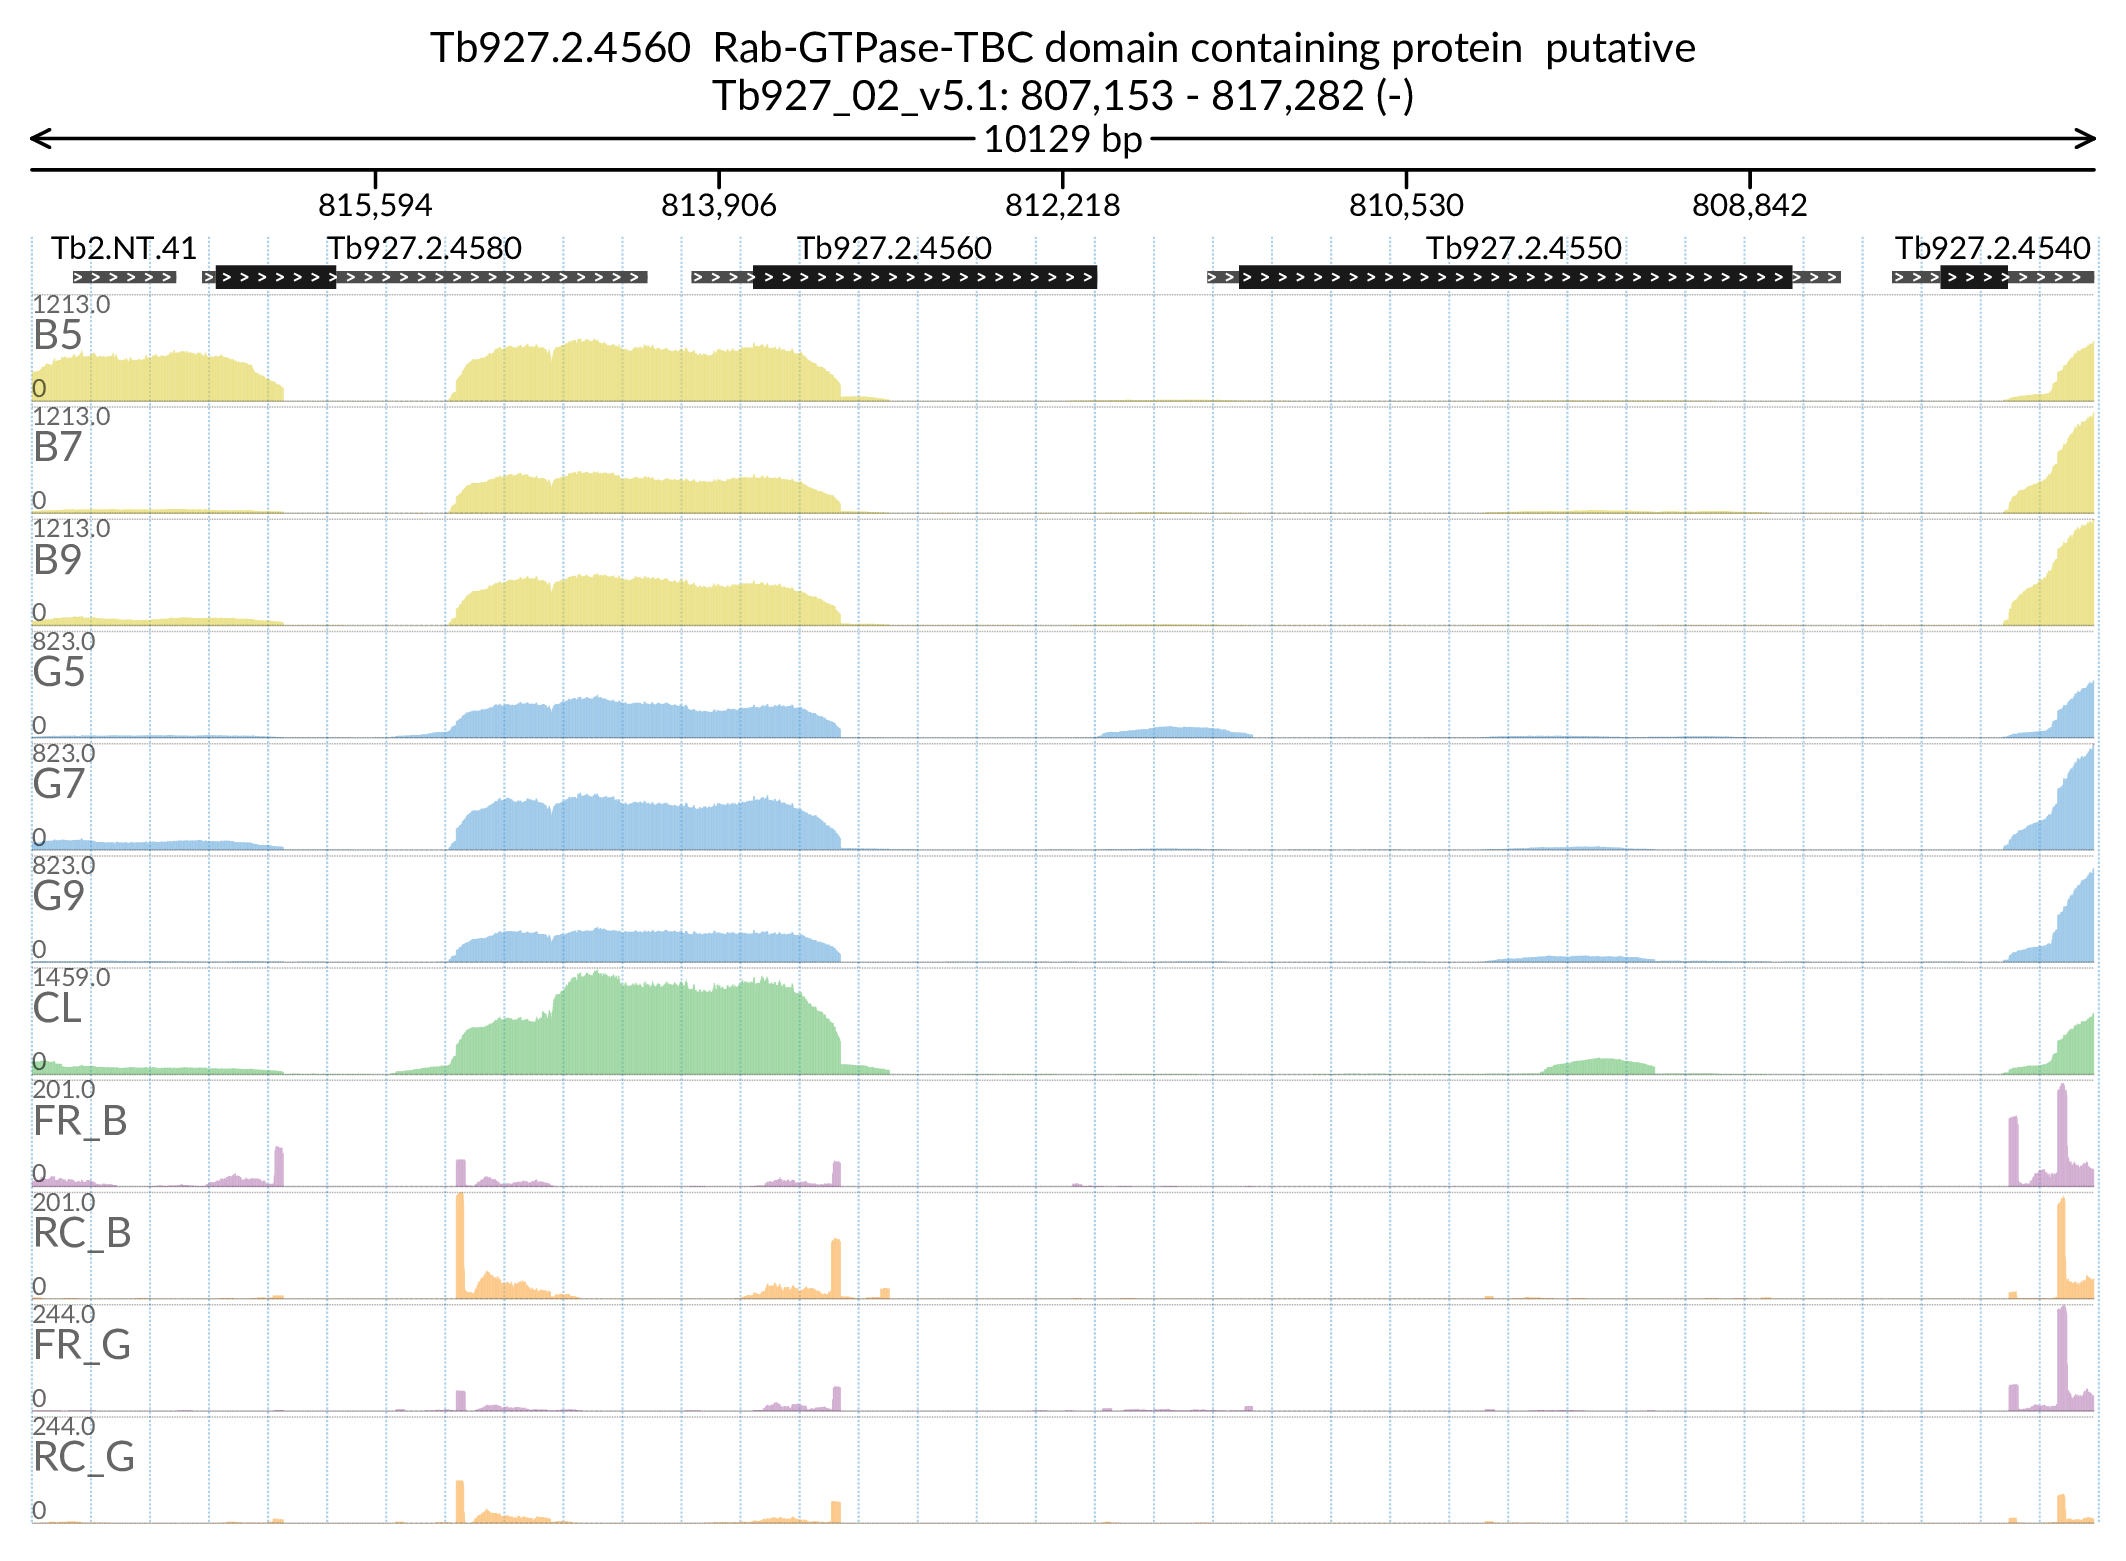 Tb927.2.4560  Rab-GTPase-TBC domain containing protein  putative
Tb927_02_v5.1: 807,153 - 817,282 (-)
10129 bp
815,594 813,906 812,218 810,530 808,842
Tb2.NT.41 Tb927.2.4580 Tb927.2.4560 Tb927.2.4550 Tb927.2.4540
1213.0
B5
0
1213.0
B7
0
1213.0
B9
0
823.0
G5
0
823.0
G7
0
823.0
G9
0
1459.0
CL
0
201.0
FR_B
0
201.0
RC_B
0
244.0
FR_G
0
244.0
RC_G
0